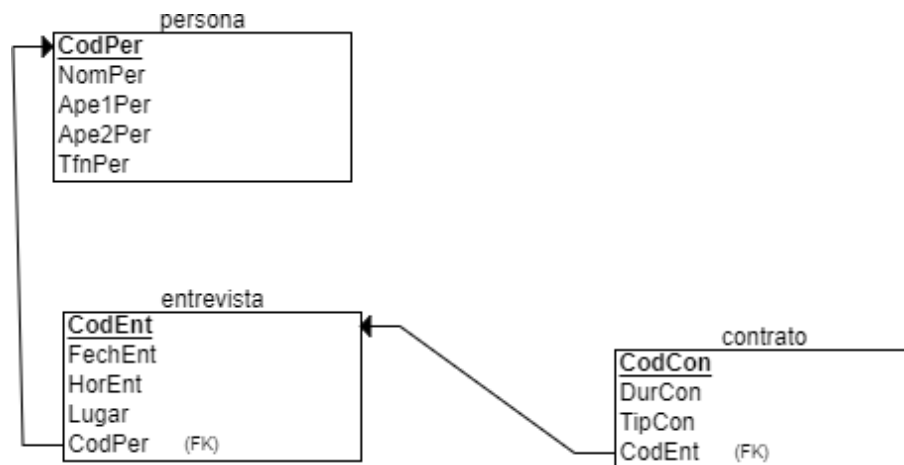 persona
CodPer
NomPer
Ape1Per
Ape2Per
TfnPer
entrevista
CodEnt
FechEnt
HorEnt
Lugar
CodPer (FK)
contrato
CodCon
DurCon
TipCon
CodEnt (FK)